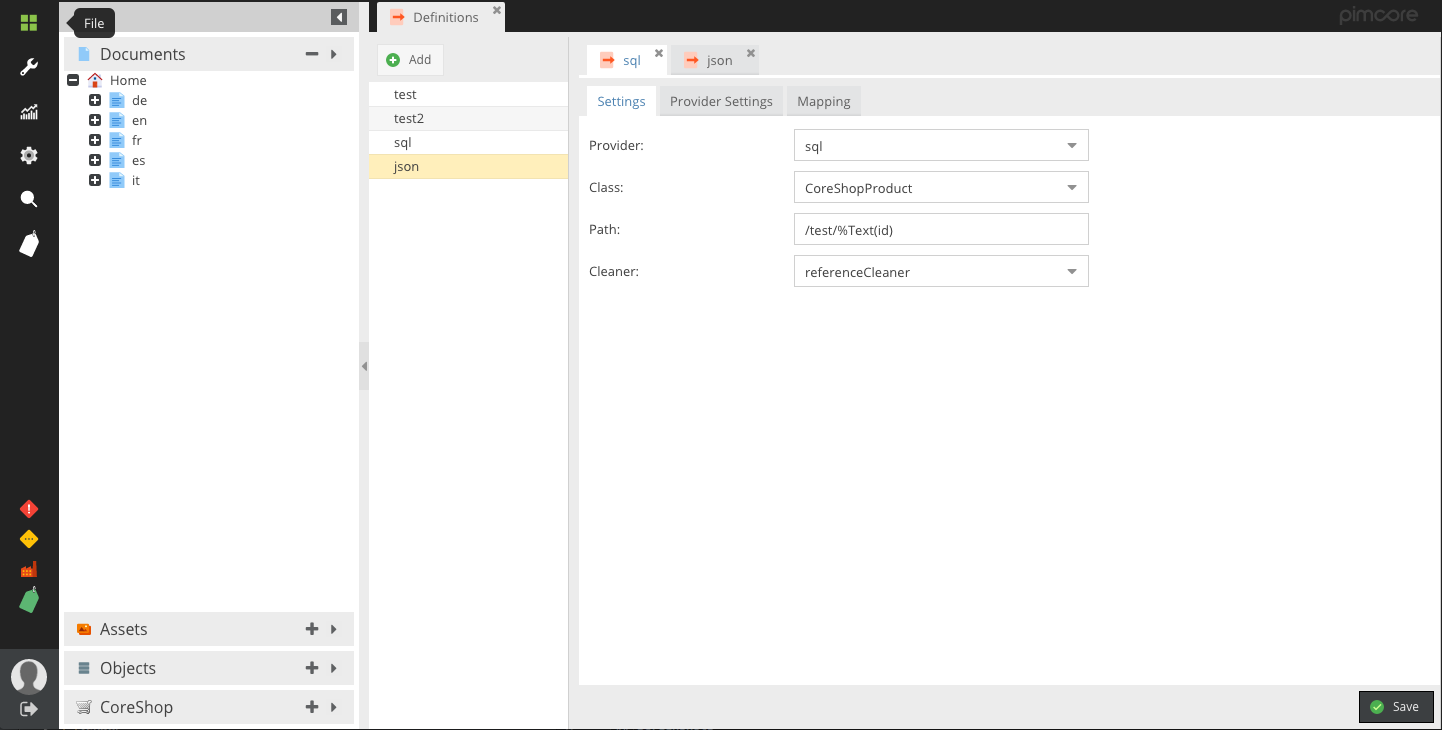 File
Definitions
pimcore
Documents
Home
de
en
fr
es
it
Assets
Objects
CoreShop
Add
test
test2
sql
json
sql
json
Settings
Provider Settings
Mapping
Provider:
sql
Class:
CoreShopProduct
Path:
/test/%Text(id)
Cleaner:
referenceCleaner
Save